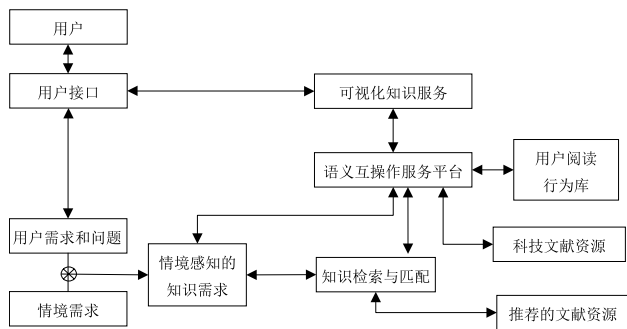 用户
用户接口
可视化知识服务
语义互操作服务平台
用户阅读
行为库
用户需求和问题
科技文献资源
情境感知的
知识需求
知识检索与匹配
情境需求
推荐的文献资源